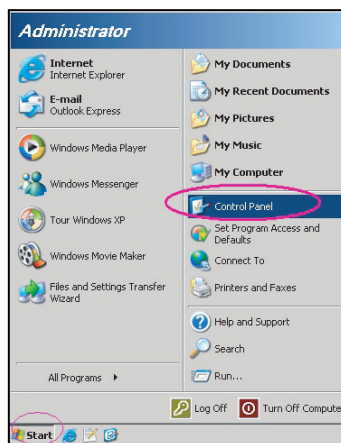 Administrator
Internet
Internet Explorer
E-mail
Outlook Express
Windows Media Player
Windows Messenger
Tour Windows XP
Windows Movie Maker
Files and Settings Transfer
Wizard
All Programs
My Documents
My Recent Documents
My Pictures
My Music
My Computer
Control Panel
Set Program Access and
Defaults
Connect To
Printers and Faxes
Help and Support
Search
Run...
Log Off
Turn Off Compute
Start